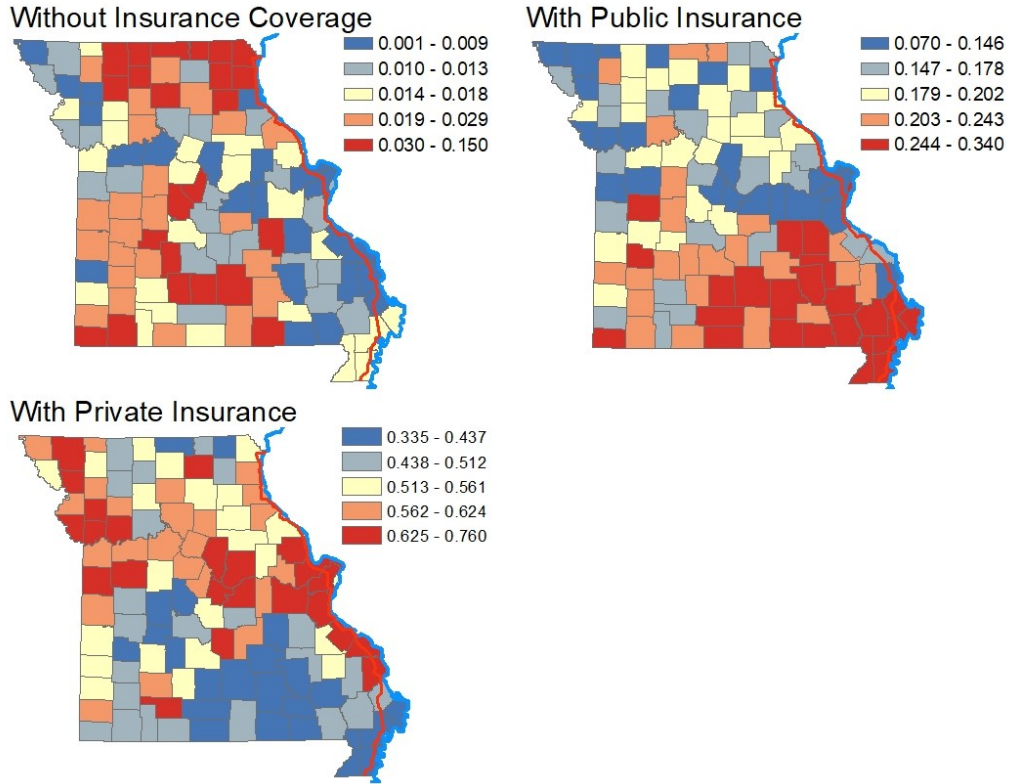 Without Insurance Coverage
0.001 - 0.009
0.010 - 0.013
0.014 - 0.018
0.019 - 0.029
0.030 - 0.150
With Public Insurance
0.070 - 0.146
0.147 - 0.178
0.179 - 0.202
0.203 - 0.243
0.244 - 0.340
With Private Insurance
0.335 - 0.437
0.438 - 0.512
0.513 - 0.561
0.562 - 0.624
0.625 - 0.760